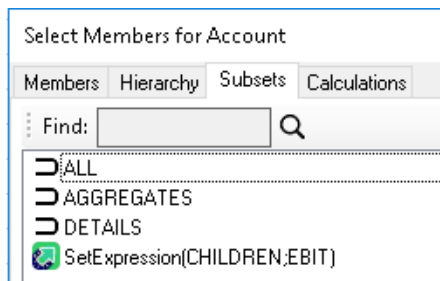 Select Members for Account
Members Hierarchy Subsets Calculations
Find:
ALL
AGGREGATES
DETAILS
SetExpression(CHILDREN;EBIT)